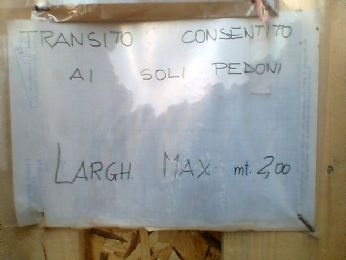 TRANSITO CONSENTITO
AI SOLI PEDONI
LARGH. MAX mt. 2,00